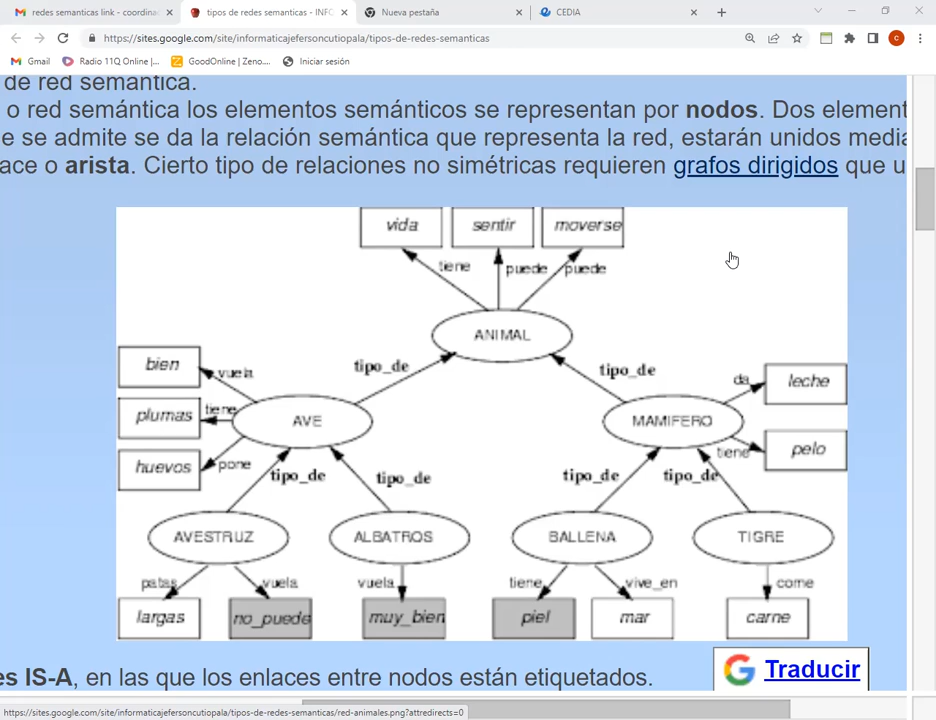 redes semanticas link - coordina
tipos de redes semanticas - INFO
Nueva pestaña
CEDIA
https://sites.google.com/site/informaticajefersoncutiopala/tipos-de-redes-semanticas
Gmail
Radio 11Q Online |...
GoodOnline | Zeno....
Iniciar sesión
de red semántica.
o red semántica los elementos semánticos se representan por nodos. Dos element
e se admite se da la relación semántica que representa la red, estarán unidos media
ace o arista. Cierto tipo de relaciones no simétricas requieren grafos dirigidos que u
vida
sentir
moverse
tiene
puede
puede
ANIMAL
tipo_de
tipo_de
bien
vuela
plumas
tiene
huevos
pone
AVE
MAMIFERO
da
leche
tiene
pelo
tipo_de
tipo_de
tipo_de
tipo_de
AVESTRUZ
ALBATROS
BALLENA
TIGRE
patas
vuela
vuela
tiene
vive_en
come
largas
no_puede
muy_bien
piel
mar
carne
es IS-A, en las que los enlaces entre nodos están etiquetados.
Traducir
https://sites.google.com/site/informaticajefersoncutiopala/tipos-de-redes-semanticas/red-animales.png?attredirects=0